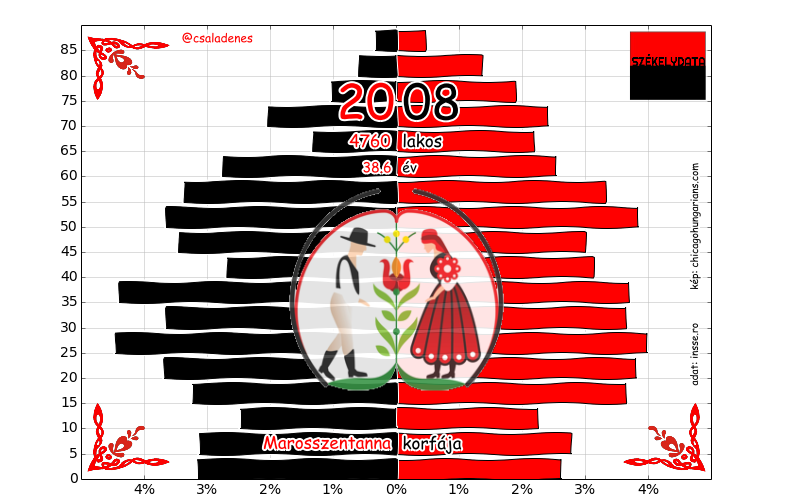 @csaladenes
SZÉKELYDATA
2008
4760 lakos
38.6 év
kép: chicagohungarians.com
adat: insse.ro
Marosszentanna korfája
85
80
75
70
65
60
55
50
45
40
35
30
25
20
15
10
5
0
4% 3% 2% 1% 0% 1% 2% 3% 4%